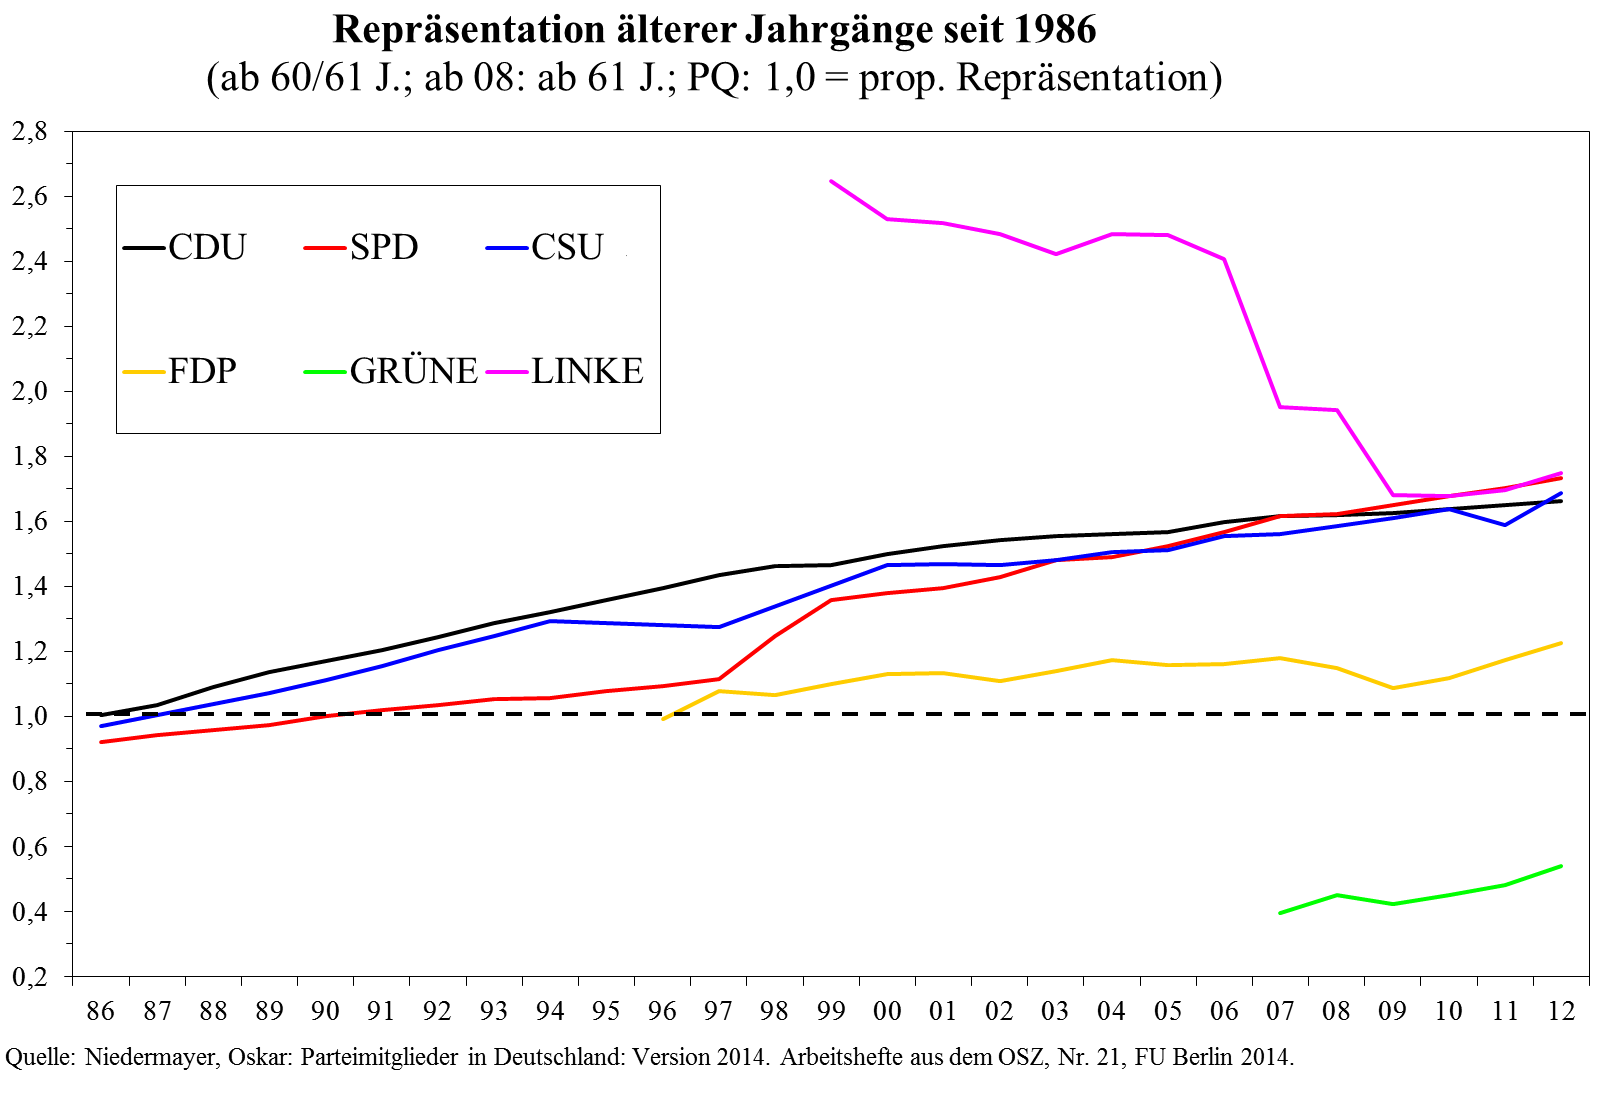 Repräsentation älterer Jahrgänge seit 1986
(ab 60/61 J.; ab 08: ab 61 J.; PQ: 1,0 = prop. Repräsentation)
2,8
2,6
2,4
2,2
2,0
1,8
1,6
1,4
1,2
1,0
0,8
0,6
0,4
0,2
CDU SPD CSU
FDP GRÜNE LINKE
86 87 88 89 90 91 92 93 94 95 96 97 98 99 00 01 02 03 04 05 06 07 08 09 10 11 12
Quelle: Niedermayer, Oskar: Parteimitglieder in Deutschland: Version 2014. Arbeitshefte aus dem OSZ, Nr. 21, FU Berlin 2014.